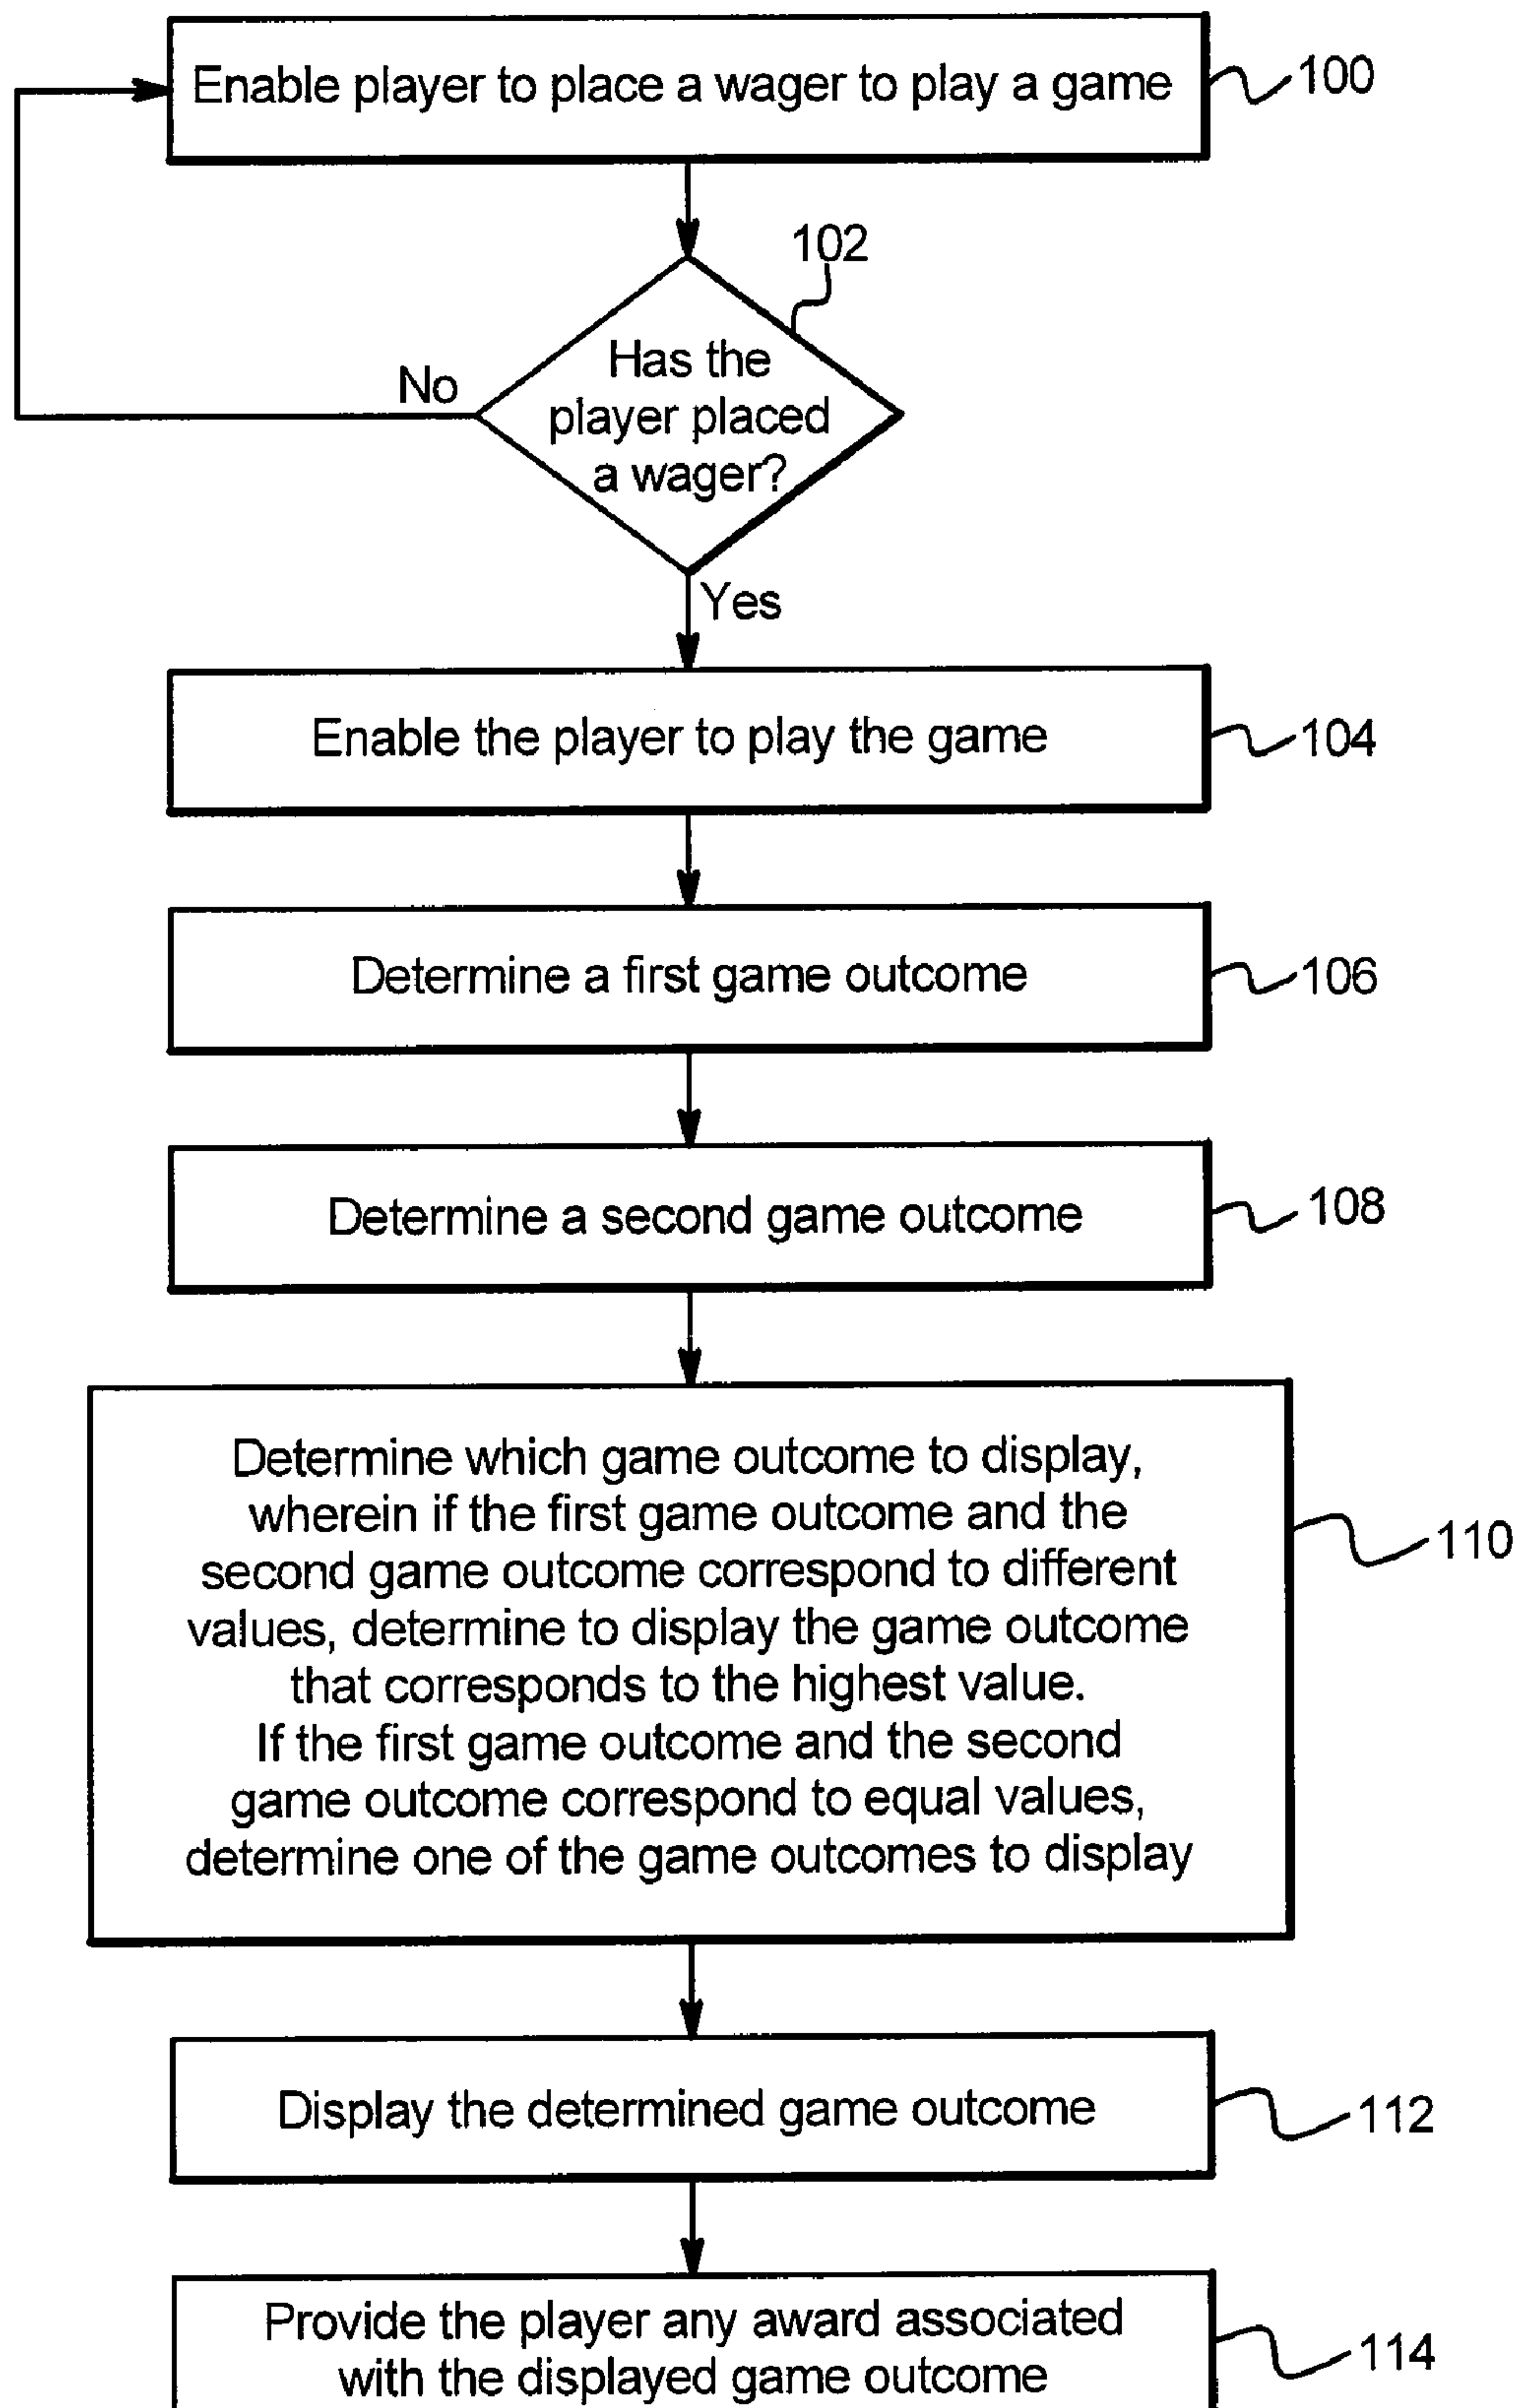 Enable player to place a wager to play a game
100
102
Has the
player placed
a wager?
No
Yes
Enable the player to play the game
104
Determine a first game outcome
106
Determine a second game outcome
108
Determine which game outcome to display,
wherein if the first game outcome and the
second game outcome correspond to different
values, determine to display the game outcome
that corresponds to the highest value.
If the first game outcome and the second
game outcome correspond to equal values,
determine one of the game outcomes to display
110
Display the determined game outcome
112
Provide the player any award associated
with the displayed game outcome
114